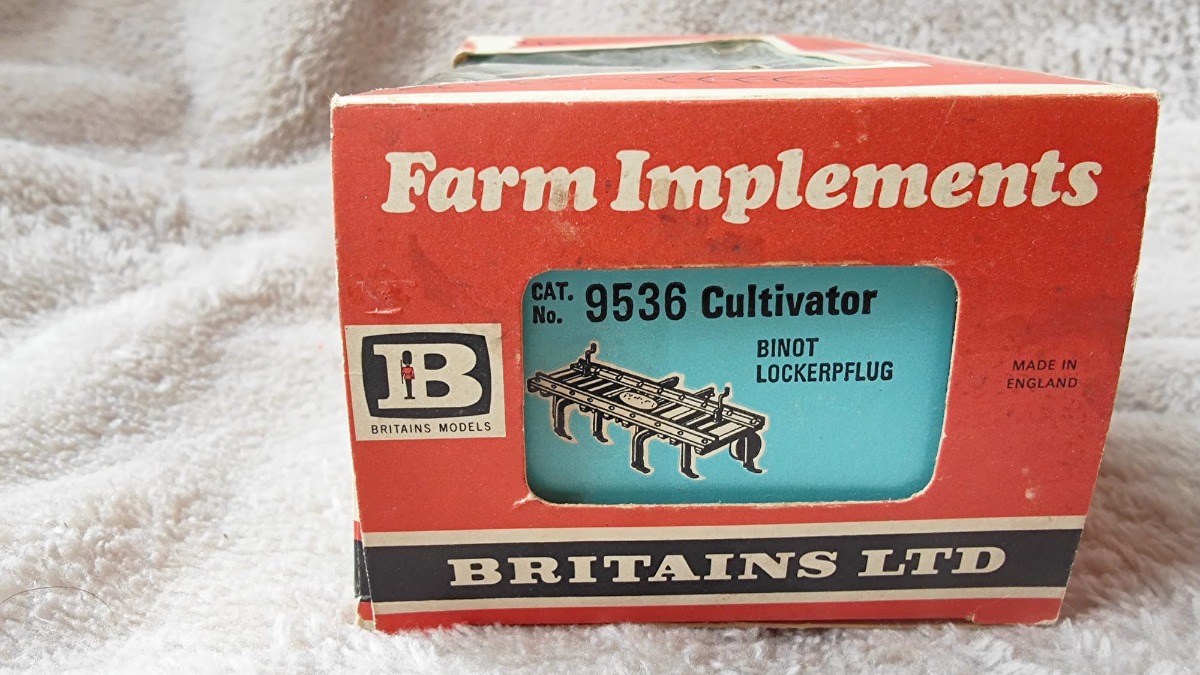 Farm Implements
CAT.
No. 9536 Cultivator
BINOT
LOCKERPFLUG
MADE IN
ENGLAND
B
BRITAINS MODELS
BRITAINS LTD